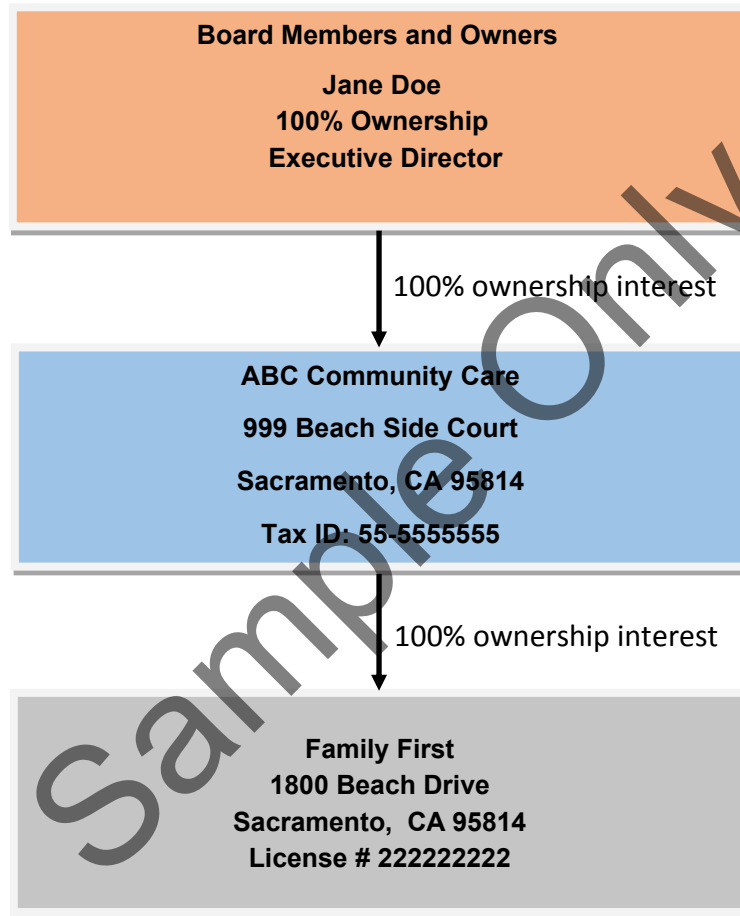 Board Members and Owners
Jane Doe
100% Ownership
Executive Director
100% ownership interest
ABC Community Care
999 Beach Side Court
Sacramento, CA 95814
Tax ID: 55-5555555
100% ownership interest
Family First
1800 Beach Drive
Sacramento,  CA 95814
License # 222222222
Sample Only